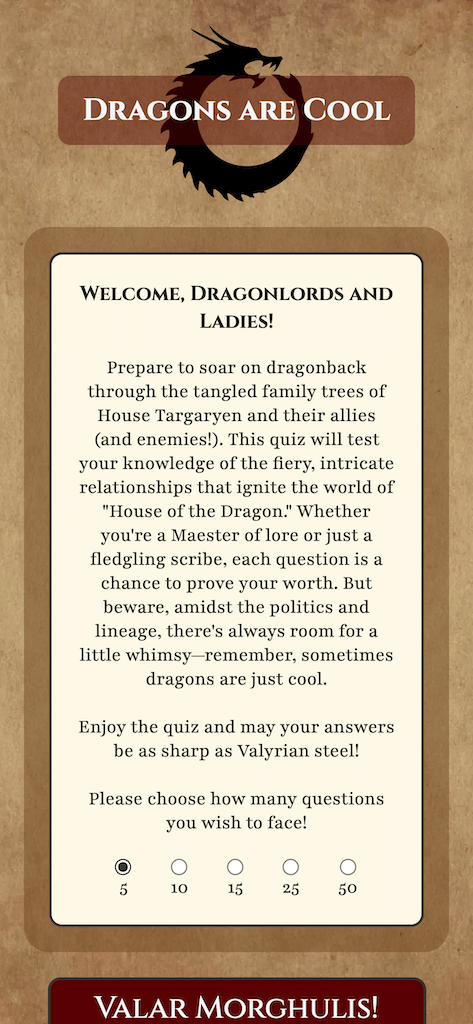 Dragons are Cool
Welcome, Dragonlords and
Ladies!
Prepare to soar on dragonback
through the tangled family trees of
House Targaryen and their allies
(and enemies!). This quiz will test
your knowledge of the fiery, intricate
relationships that ignite the world of
"House of the Dragon." Whether
you're a Maester of lore or just a
fledgling scribe, each question is a
chance to prove your worth. But
beware, amidst the politics and
lineage, there's always room for a
little whimsy—remember, sometimes
dragons are just cool.
Enjoy the quiz and may your answers
be as sharp as Valyrian steel!
Please choose how many questions
you wish to face!
5 10 15 25 50
Valar Morghulis!